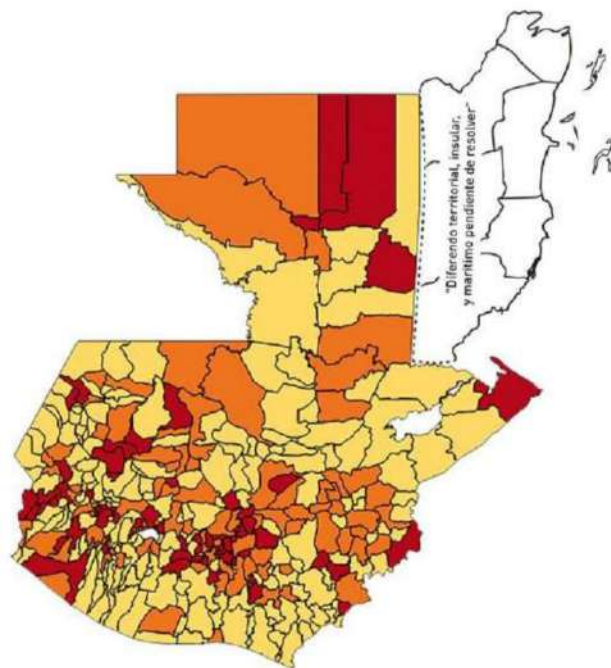 "Diferendo territorial, insular,
y marítimo pendiente de resolver"